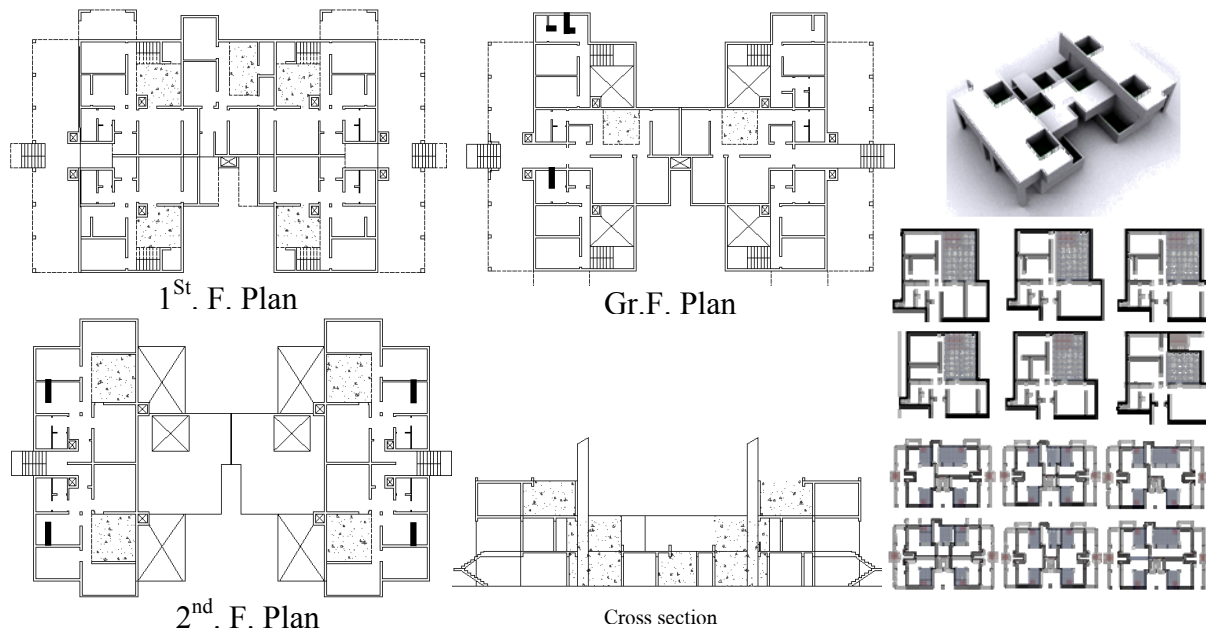 1St. F. Plan
Gr.F. Plan
2nd. F. Plan
Cross section